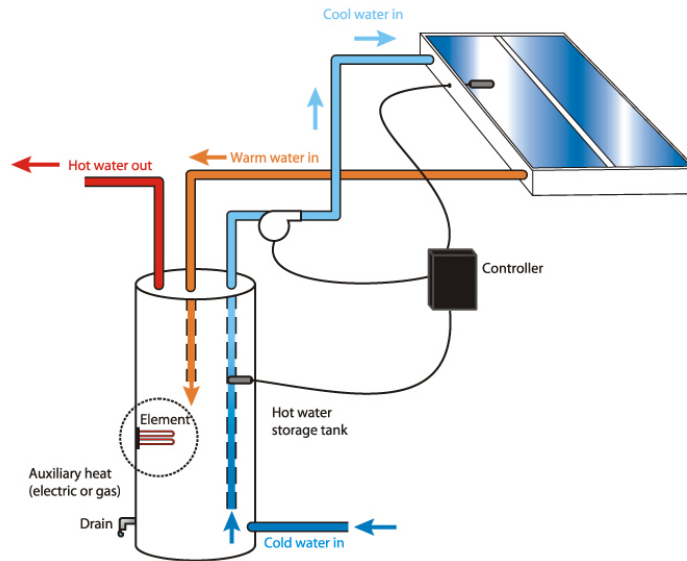 Cool water in
Hot water out
Warm water in
Controller
Element
Hot water
storage tank
Auxiliary heat
(electric or gas)
Drain
Cold water in